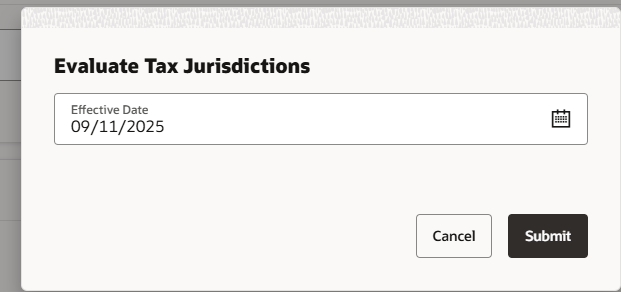 Evaluate Tax Jurisdictions
Effective Date
09/11/2025
Cancel
Submit